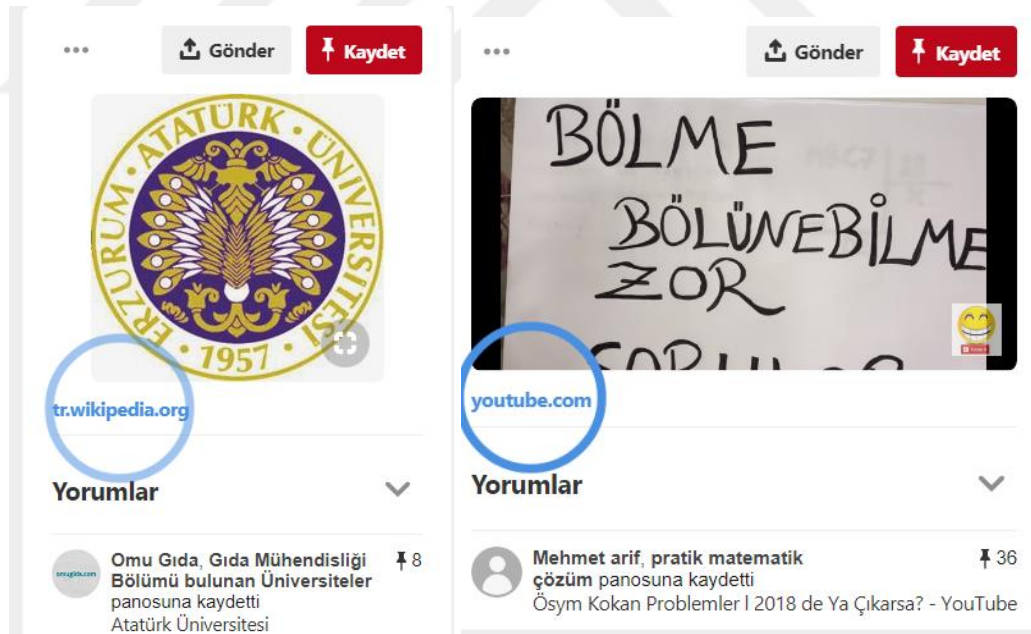 Gönder
Kaydet
ERZURUM · ATATÜRK · ÜNİVERSİTESİ
· 1957 ·
tr.wikipedia.org
Yorumlar
omugida.com
Omu Gıda, Gıda Mühendisliği
8
Bölümü bulunan Üniversiteler
panosuna kaydetti
Atatürk Üniversitesi
Gönder
Kaydet
BÖLME
BÖLÜNEBİLME
ZOR
youtube.com
Yorumlar
Mehmet arif, pratik matematik
36
çözüm panosuna kaydetti
Ösym Kokan Problemler l 2018 de Ya Çıkarsa? - YouTube